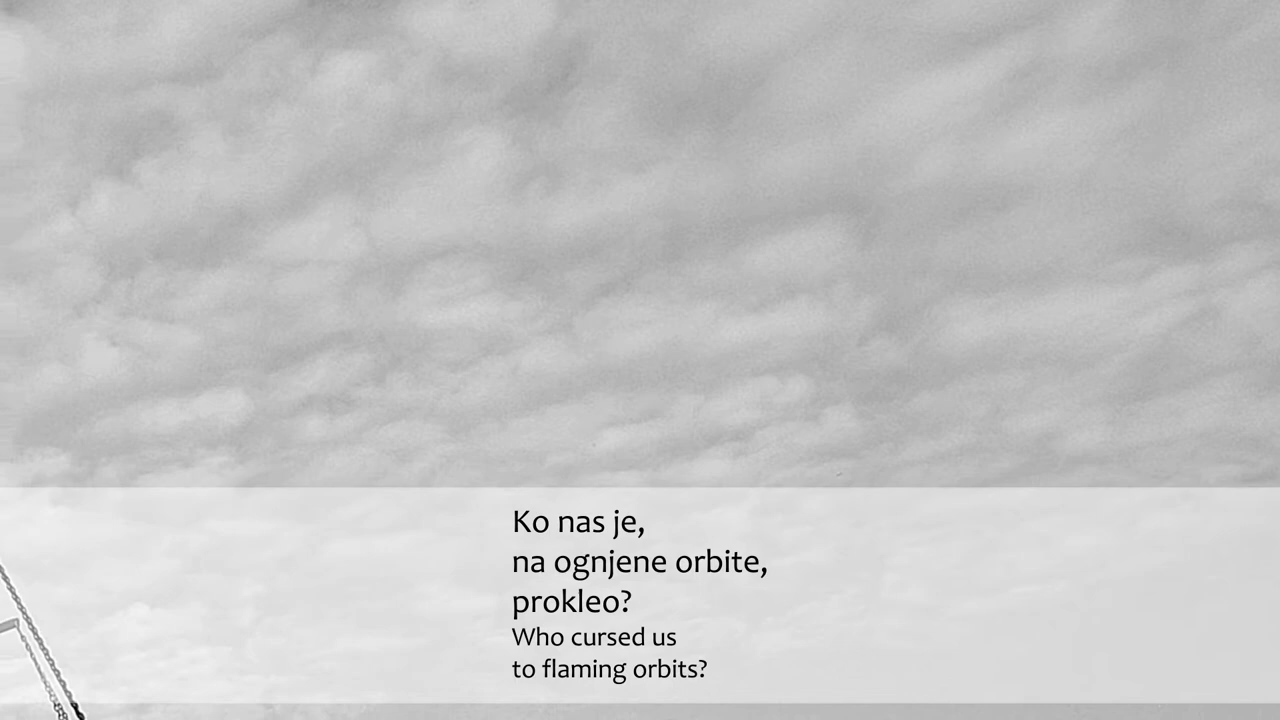 Ko nas je,
na ognjene orbite,
prokleo?
Who cursed us
to flaming orbits?